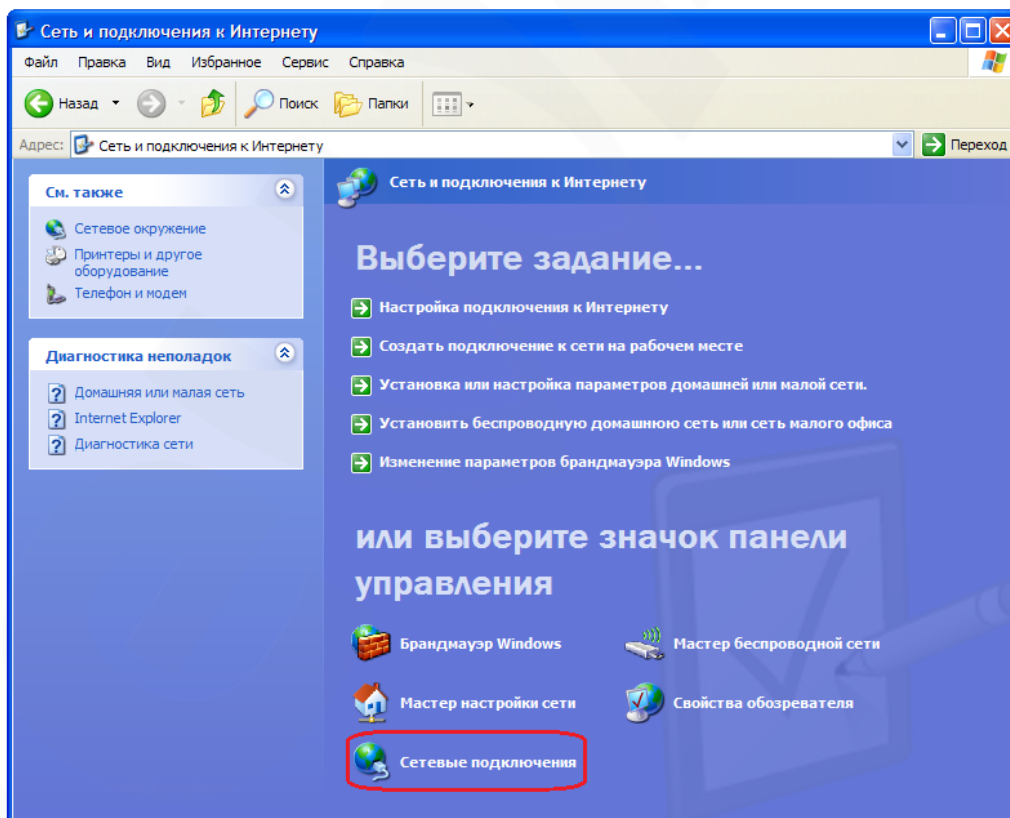 Сеть и подключения к Интернету
Файл Правка Вид Избранное Сервис Справка
Назад Поиск Папки
Адрес: Сеть и подключения к Интернету Переход
См. также
Сетевое окружение
Принтеры и другое
оборудование
Телефон и модем
Диагностика неполадок
Домашняя или малая сеть
Internet Explorer
Диагностика сети
Сеть и подключения к Интернету
Выберите задание...
Настройка подключения к Интернету
Создать подключение к сети на рабочем месте
Установка или настройка параметров домашней или малой сети.
Установить беспроводную домашнюю сеть или сеть малого офиса
Изменение параметров брандмауэра Windows
или выберите значок панели
управления
Брандмауэр Windows Мастер беспроводной сети
Мастер настройки сети Свойства обозревателя
Сетевые подключения